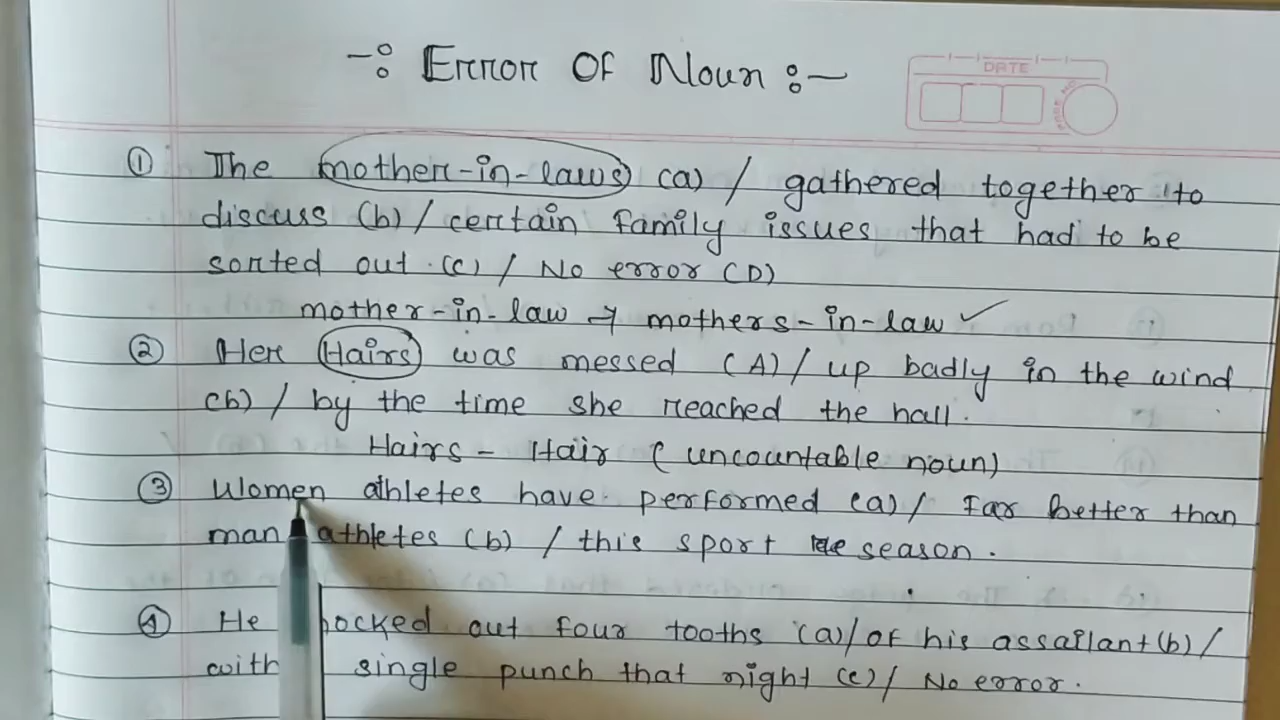 -: Error Of Noun :-
DATE
PAGE NO.
① The mother-in-laws (a) / gathered together to
discuss (b) / certain family issues that had to be
sorted out. (c) / No error (D)
mother-in-law → mothers-in-law ✓
② Her Hairs was messed (A) / up badly in the wind
(b) / by the time she reached the hall.
Hairs - Hair ( uncountable noun)
③ Women athletes have performed (a) / far better than
man athletes (b) / this sport season.
④ He out four tooths (a) / of his assailant (b) /
with single punch that night (c) / No error.